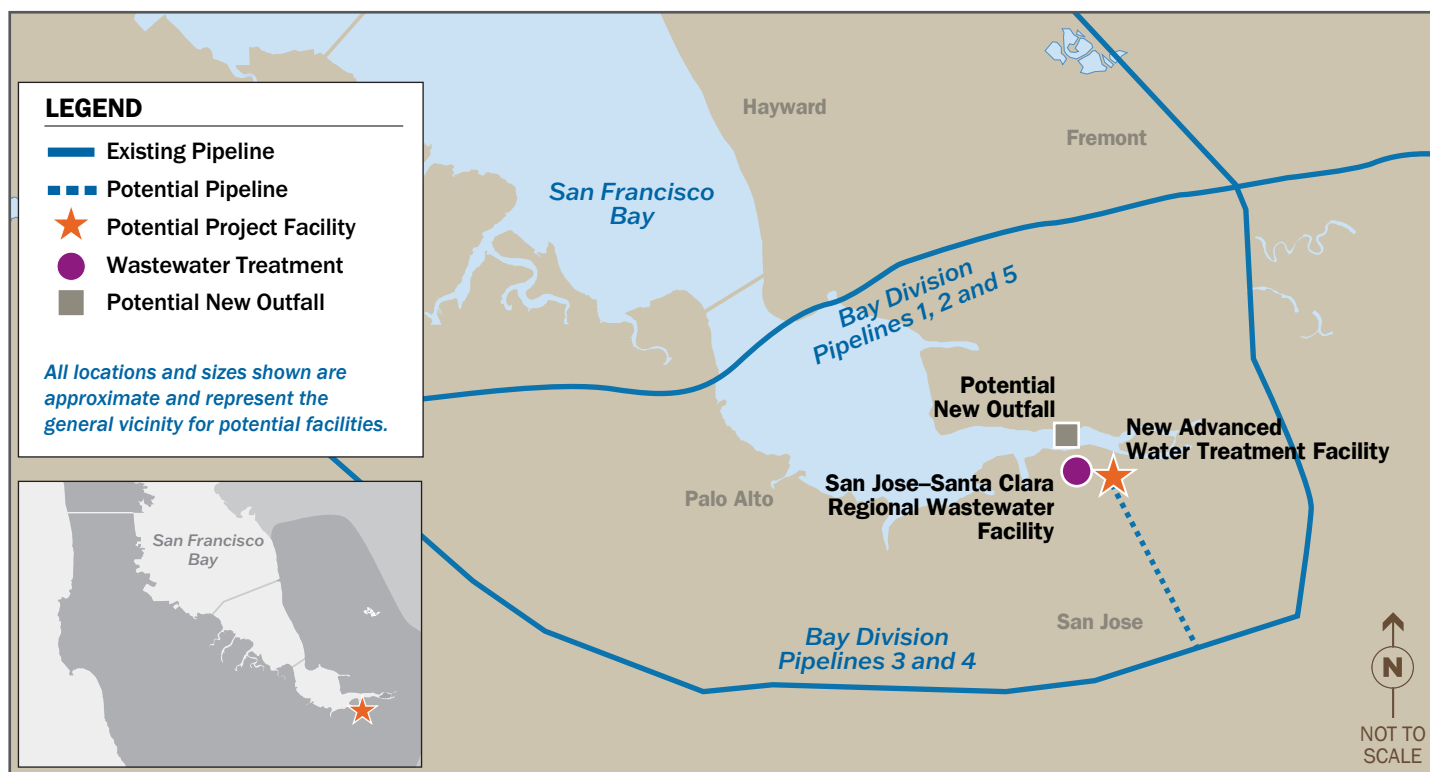 LEGEND
Existing Pipeline
Potential Pipeline
Potential Project Facility
Wastewater Treatment
Potential New Outfall
All locations and sizes shown are
approximate and represent the
general vicinity for potential facilities.
San Francisco
Bay
Hayward
Fremont
San Francisco
Bay
Bay Division
Pipelines 1, 2 and 5
Potential
New Outfall
New Advanced
Water Treatment Facility
San Jose–Santa Clara
Regional Wastewater
Facility
Palo Alto
San Jose
Bay Division
Pipelines 3 and 4
N
NOT TO
SCALE